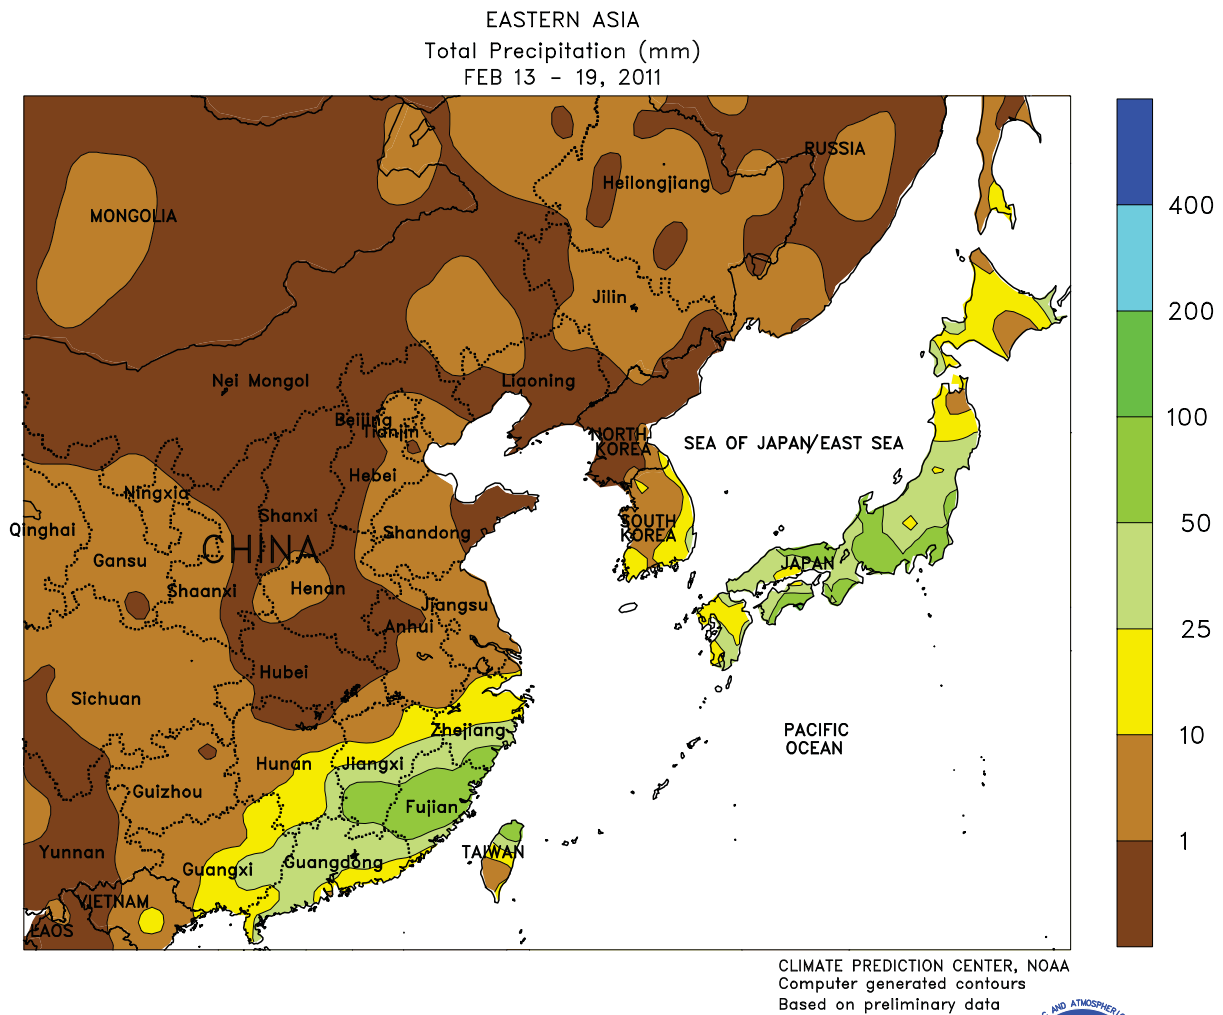 EASTERN ASIA
Total Precipitation (mm)
FEB 13 - 19, 2011
RUSSIA
Heilongjiang
MONGOLIA
400
Jilin
200
Nei Mongol
Liaoning
100
Beijing
Tianjin
NORTH
KOREA
SEA OF JAPAN/EAST SEA
Hebei
Ningxia
Qinghai
Shanxi
50
SOUTH
KOREA
CHINA
Shandong
Gansu
JAPAN
Shaanxi
Henan
Jiangsu
Anhui
25
Hubei
Sichuan
Zhejiang
PACIFIC
OCEAN
10
Hunan
Jiangxi
Guizhou
Fujian
1
Yunnan
Guangxi
Guangdong
TAIWAN
VIETNAM
LAOS
CLIMATE PREDICTION CENTER, NOAA
Computer generated contours
Based on preliminary data
AND ATMOSPHERIC